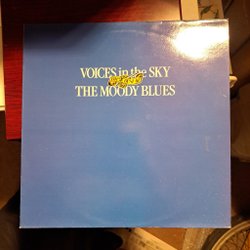 VOICES in the SKY
THE MOODY BLUES